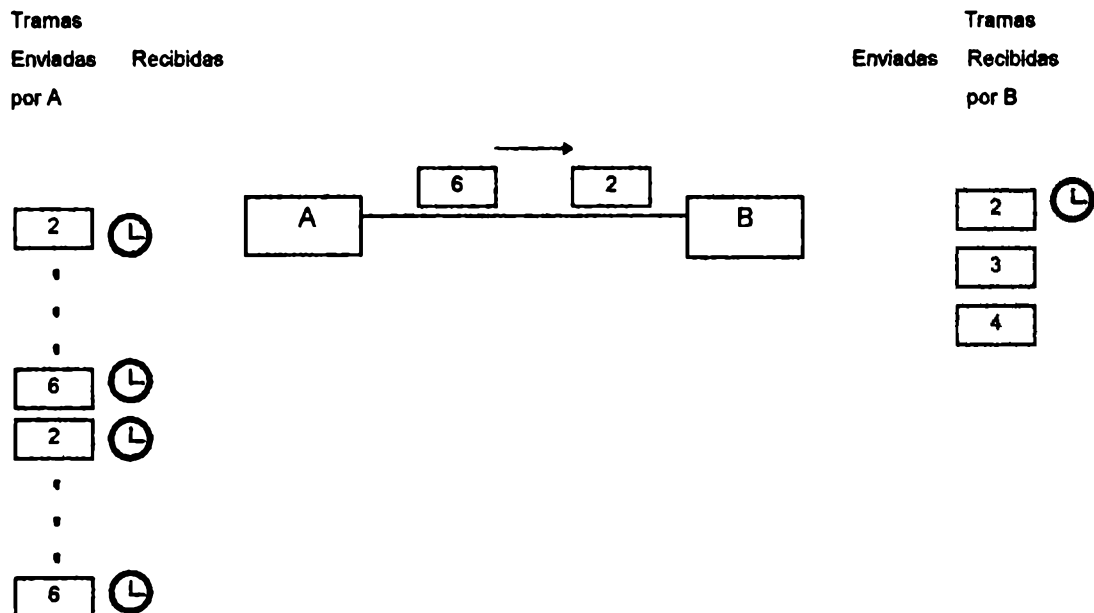 Tramas
Enviadas Recibidas
por A
Tramas
Enviadas Recibidas
por B
6 2
A B
2
6
2
6
2
3
4